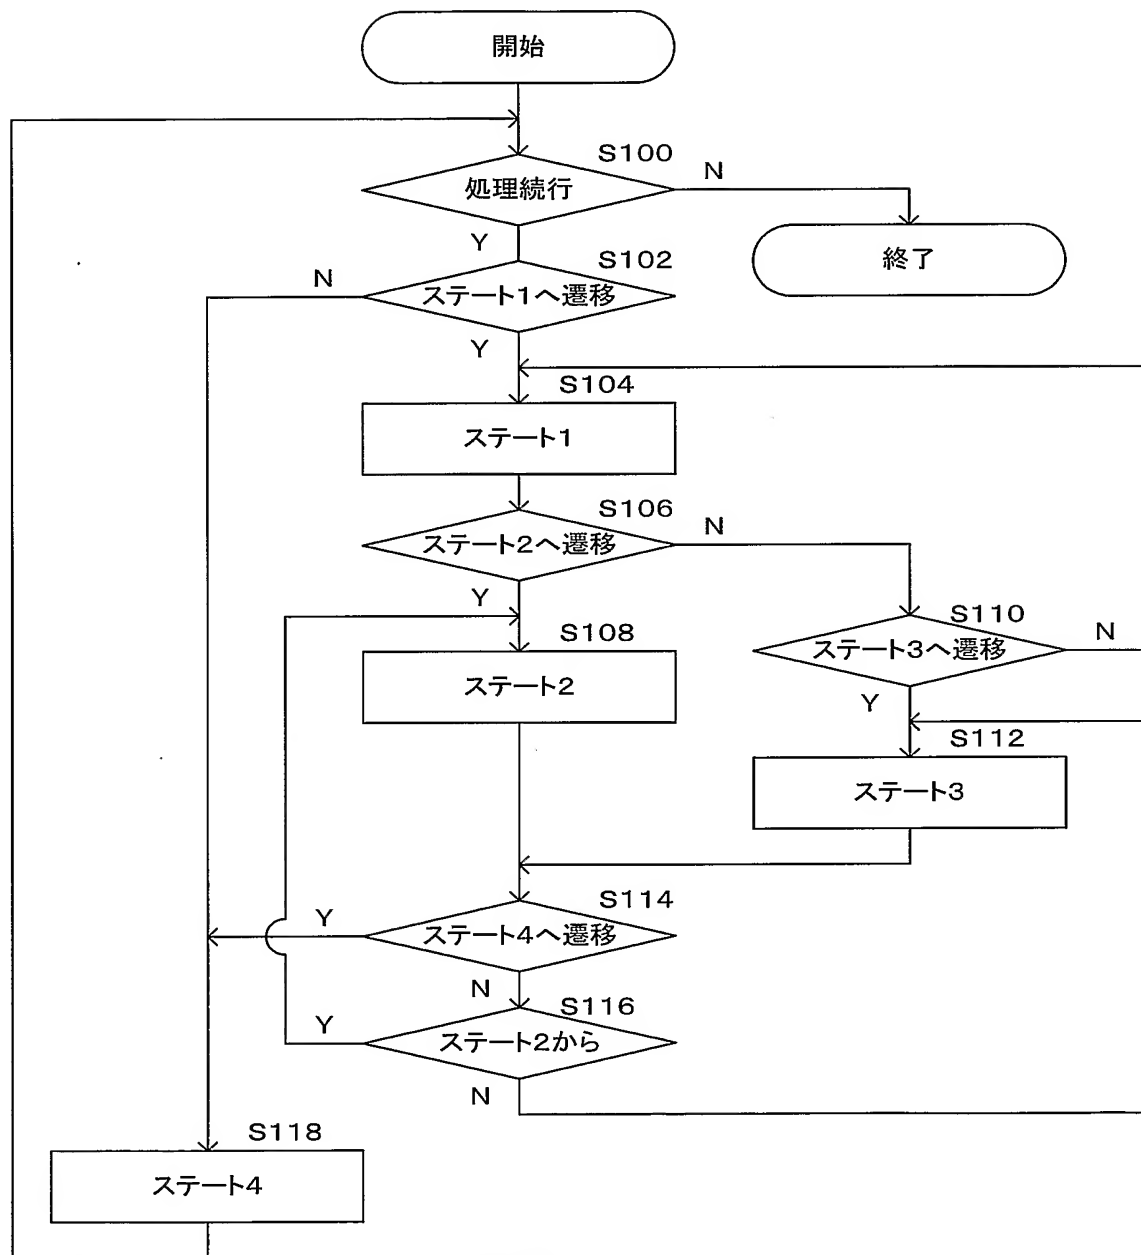 開始
S100
処理続行
N
Y
終了
S102
ステート1へ遷移
N
Y
S104
ステート1
S106
ステート2へ遷移
N
Y
S108
ステート2
S110
ステート3へ遷移
N
Y
S112
ステート3
S114
ステート4へ遷移
Y
N
S116
ステート2から
Y
N
S118
ステート4